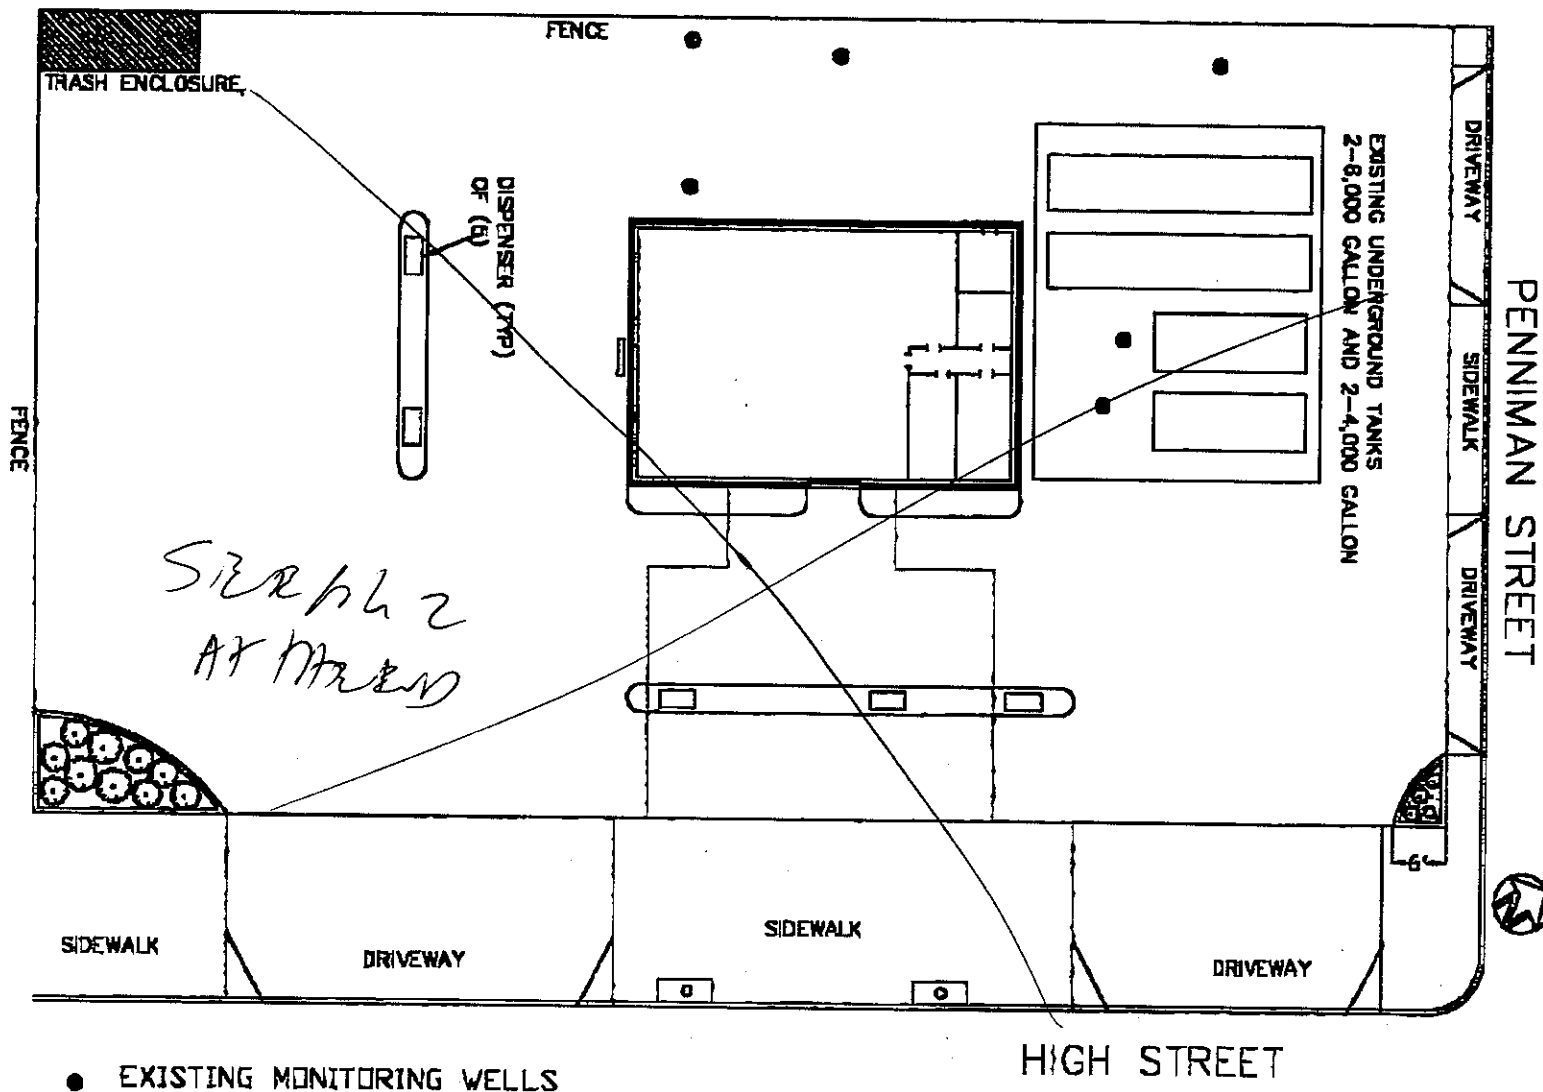 FENCE
TRASH ENCLOSURE
DISPENSER (TYP)
OF (6)
EXISTING UNDERGROUND TANKS
2-8,000 GALLON AND 2-4,000 GALLON
DRIVEWAY
SIDEWALK
DRIVEWAY
PENNIMAN STREET
FENCE
6'
SIDEWALK
DRIVEWAY
SIDEWALK
DRIVEWAY
HIGH STREET
EXISTING MONITORING WELLS